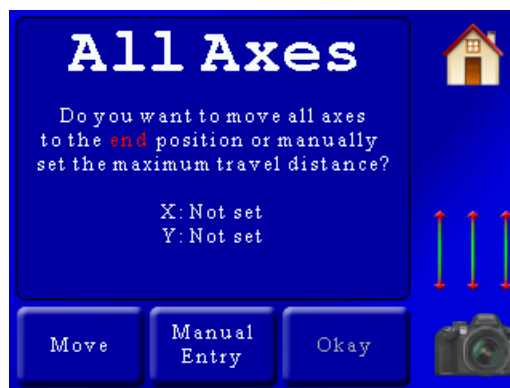 All Axes
Do you want to move all axes
to the end position or manually
set the maximum travel distance?
X: Not set
Y: Not set
Move
Manual
Entry
Okay